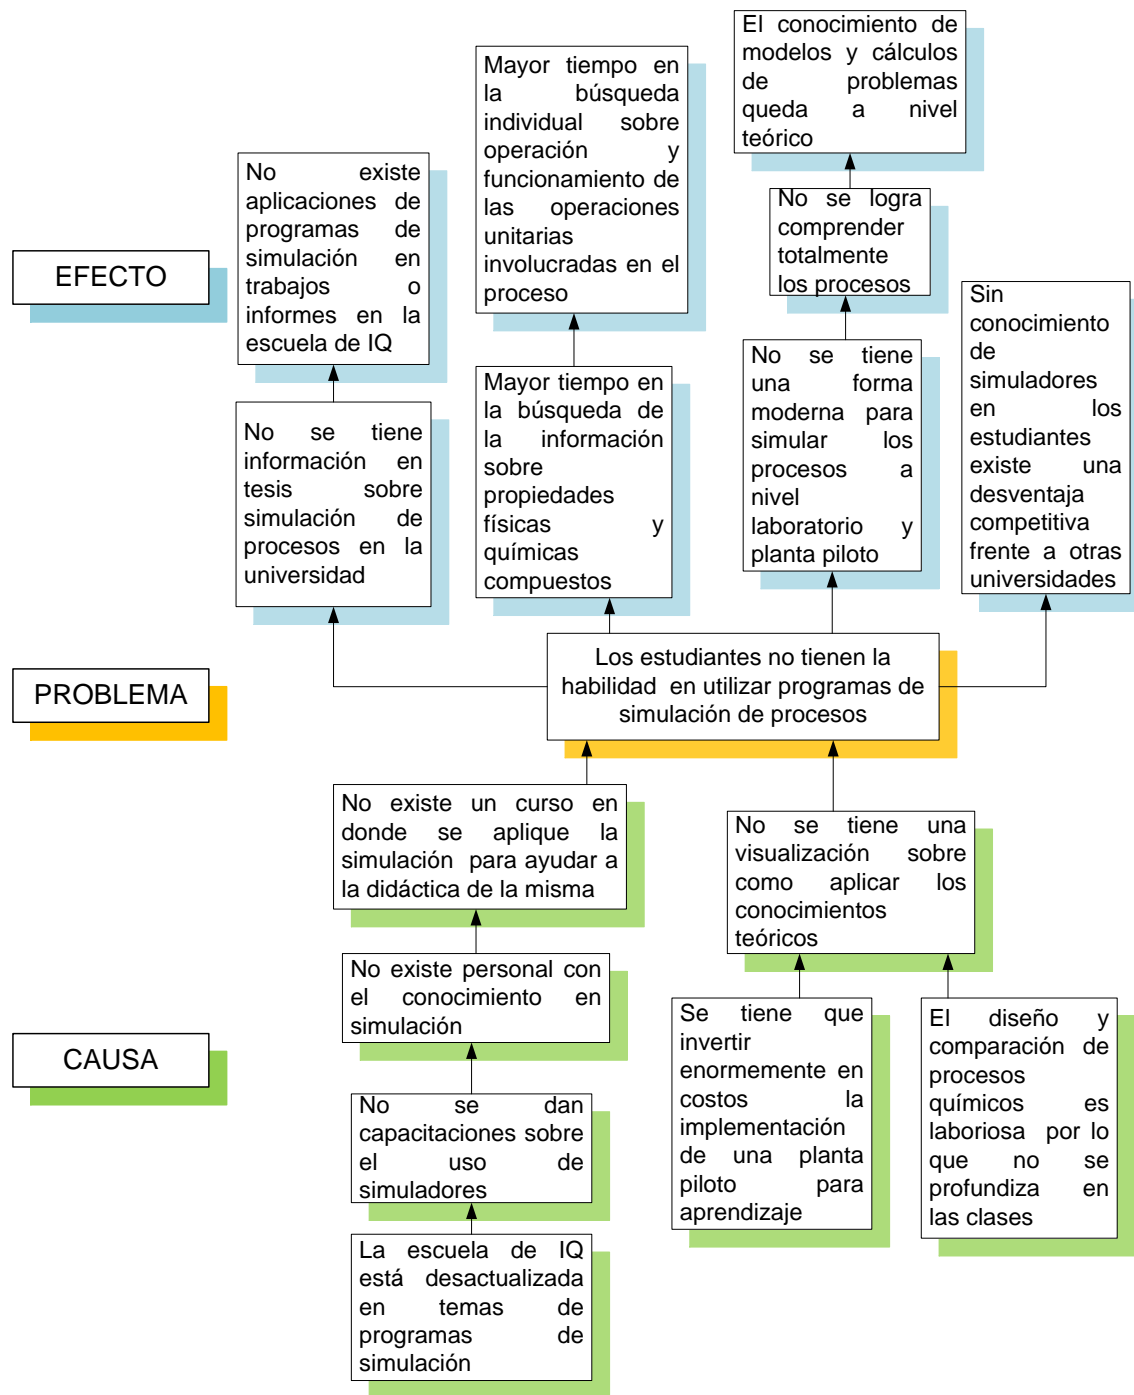 El conocimiento de
modelos y cálculos
de problemas
queda a nivel
teórico
Mayor tiempo en
la búsqueda
individual sobre
operación y
funcionamiento de
las operaciones
unitarias
involucradas en el
proceso
No existe
aplicaciones de
programas de
simulación en
trabajos o
informes en la
escuela de IQ
No se logra
comprender
totalmente
los procesos
EFECTO
Sin
conocimiento
de
simuladores
en los
estudiantes
existe una
desventaja
competitiva
frente a otras
universidades
No se tiene
una forma
moderna para
simular los
procesos a
nivel
laboratorio y
planta piloto
Mayor tiempo en
la búsqueda de
la información
sobre
propiedades
físicas y
químicas
compuestos
No se tiene
información en
tesis sobre
simulación de
procesos en la
universidad
PROBLEMA
Los estudiantes no tienen la
habilidad en utilizar programas de
simulación de procesos
No existe un curso en
donde se aplique la
simulación para ayudar a
la didáctica de la misma
No se tiene una
visualización sobre
como aplicar los
conocimientos
teóricos
No existe personal con
el conocimiento en
simulación
CAUSA
Se tiene que
invertir
enormemente en
costos la
implementación
de una planta
piloto para
aprendizaje
El diseño y
comparación de
procesos
químicos es
laboriosa por lo
que no se
profundiza en
las clases
No se dan
capacitaciones sobre
el uso de
simuladores
La escuela de IQ
está desactualizada
en temas de
programas de
simulación